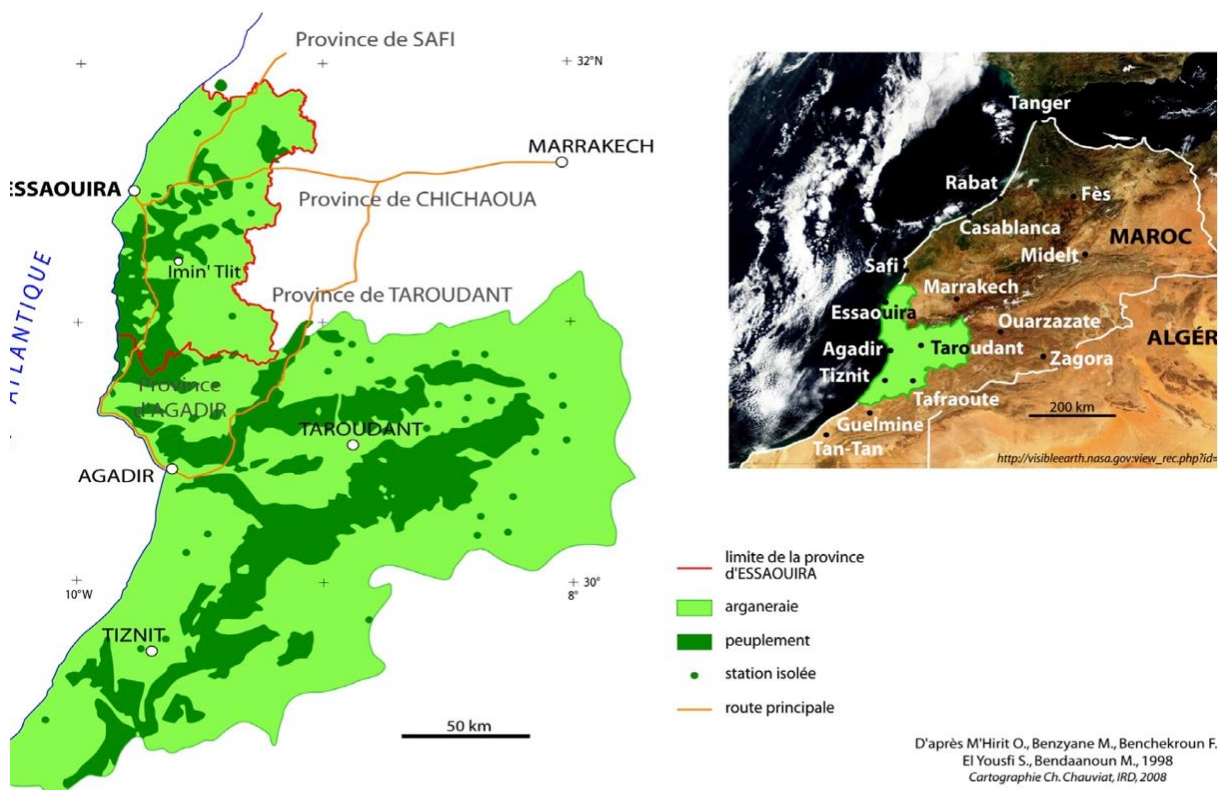 Province de SAFI
32°N
MARRAKECH
ESSAOUIRA
Province de CHICHAOUA
Imin' Tlit
Province de TAROUDANT
ATLANTIQUE
Province
d'AGADIR
TAROUDANT
AGADIR
10°W
30°
8°
TIZNIT
50 km
Tanger
Rabat
Fès
Casablanca
MAROC
Midelt
Safi
Marrakech
Essaouira
Ouarzazate
ALGÉR
Agadir
Taroudant
Zagora
Tiznit
Tafraoute
200 km
Guelmine
Tan-Tan
http://visibleearth.nasa.gov:view_rec.php?id=
limite de la province
d'ESSAOUIRA
arganeraie
peuplement
station isolée
route principale
D'après M'Hirit O., Benzyane M., Benchekroun F.
El Yousfi S., Bendaanoun M., 1998
Cartographie Ch. Chauviat, IRD, 2008